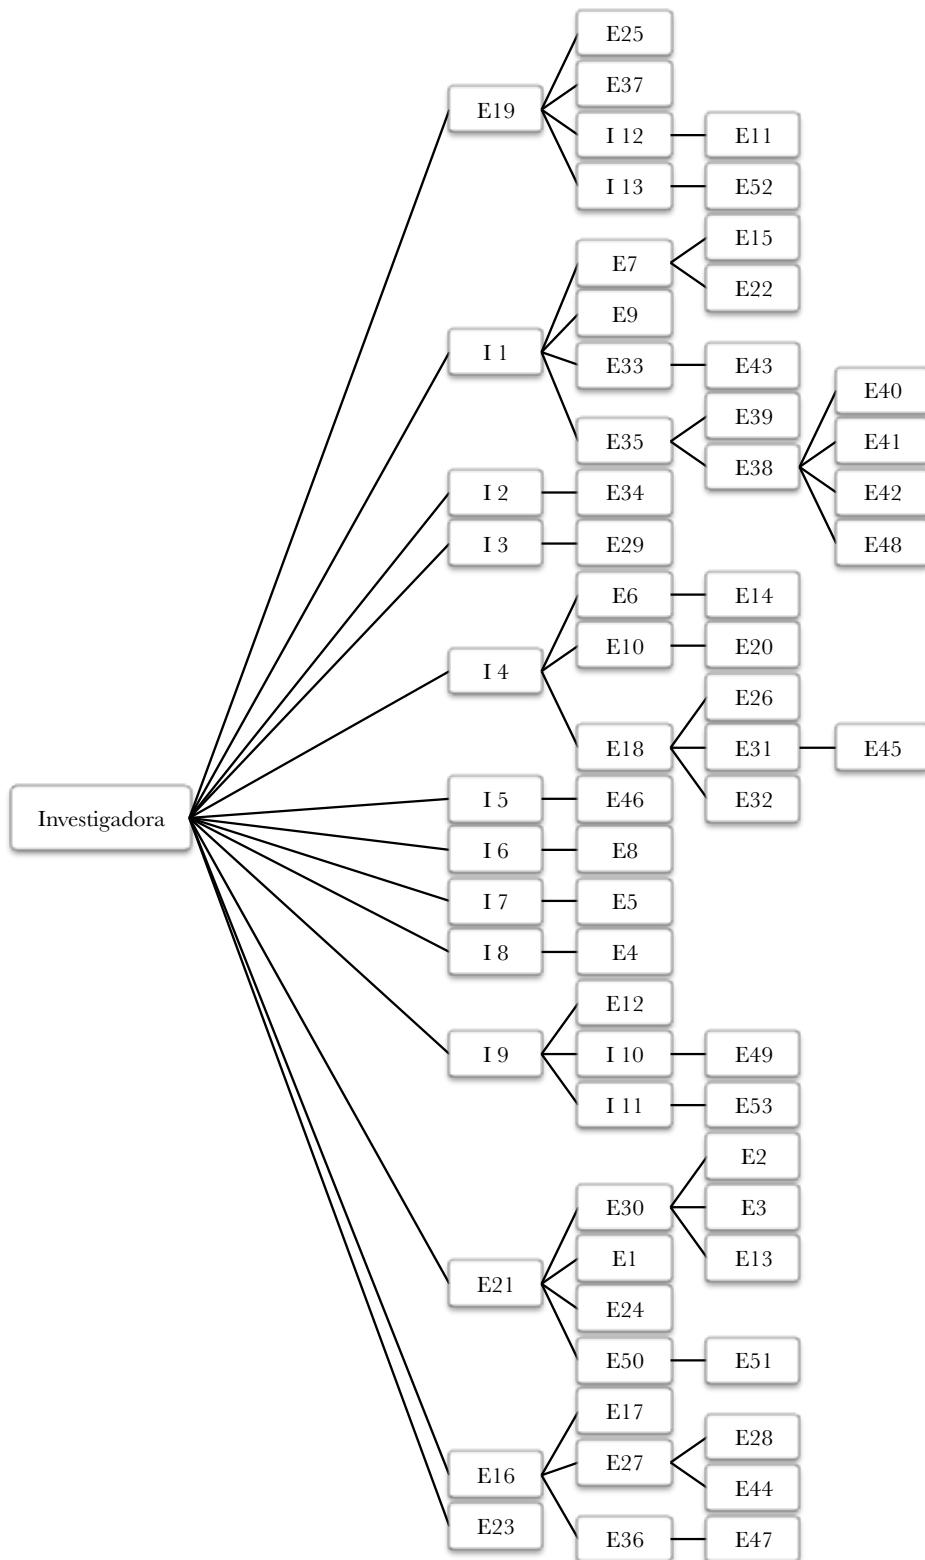 E25
E37
E19
I 12
E11
I 13
E52
E15
E7
E22
E9
I 1
E33
E43
E40
E39
E35
E41
E38
I 2
E34
E42
I 3
E29
E48
E6
E14
E10
E20
I 4
E26
E18
E31
E45
I 5
E46
E32
Investigadora
I 6
E8
I 7
E5
I 8
E4
E12
I 9
I 10
E49
I 11
E53
E2
E30
E3
E1
E13
E21
E24
E50
E51
E17
E28
E27
E16
E44
E23
E36
E47